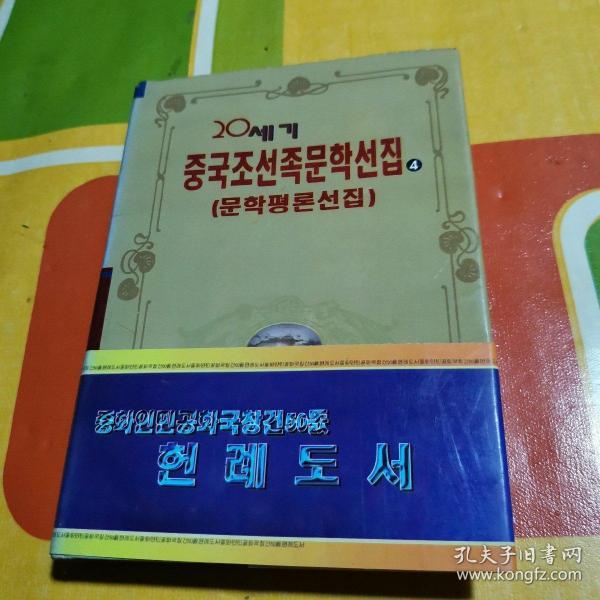 20세기
중국조선족문학선집 4
(문학평론선집)
중화인민공화국창건50돐
헌례도서
孔夫子旧书网
www.kongfz.com